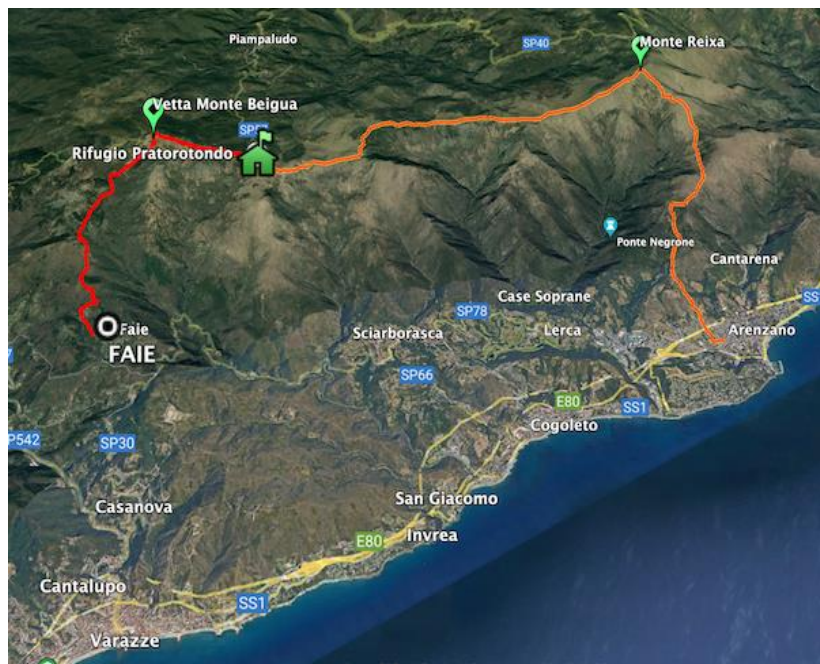 Piampaludo
SP40
Monte Reixa
Vetta Monte Beigua
Rifugio Pratorotondo
Ponte Negrone
Cantarena
Case Soprane
SP78
Faie
FAIE
Sciarborasca
Lerca
Arenzano
SP66
E80
SS1
Cogoleto
P542
SP30
San Giacomo
Casanova
E80
Invrea
Cantalupo
SS1
Varazze